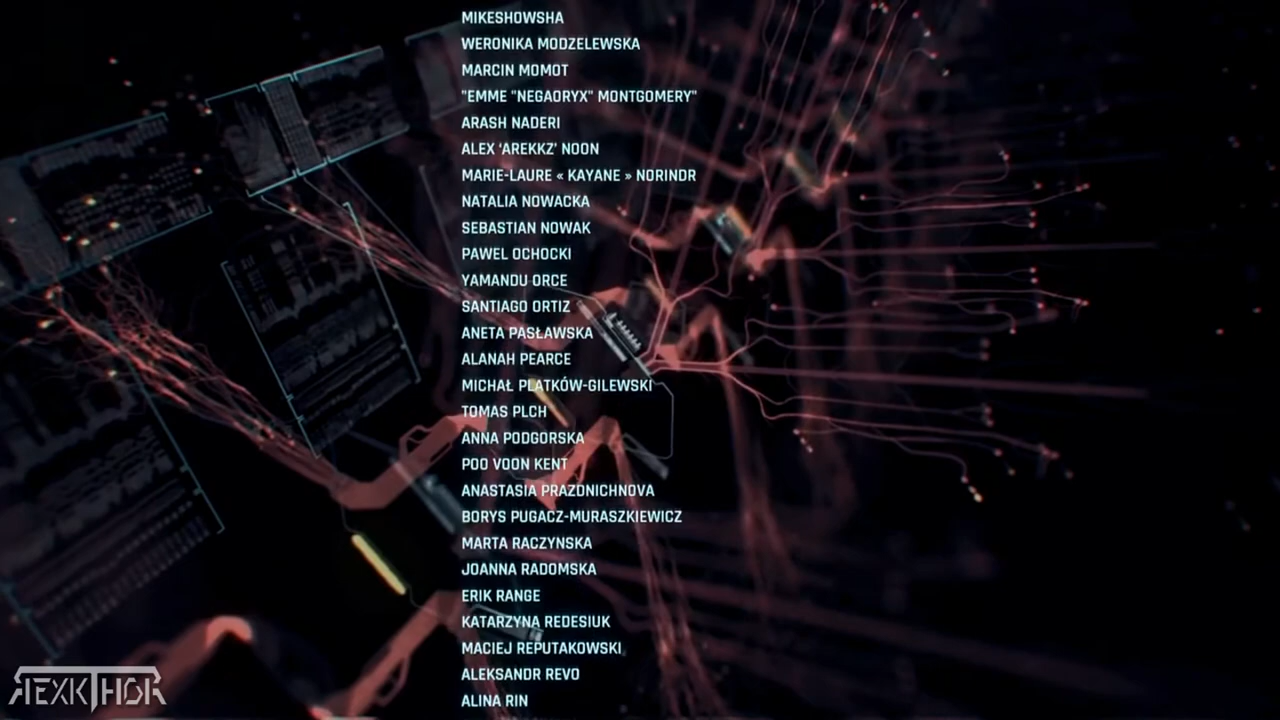 MIKESHOWSHA
WERONIKA MODZELEWSKA
MARCIN MOMOT
"EMME "NEGAORYX" MONTGOMERY"
ARASH NADERI
ALEX ‘AREKKZ’ NOON
MARIE-LAURE « KAYANE » NORINDR
NATALIA NOWACKA
SEBASTIAN NOWAK
PAWEL OCHOCKI
YAMANDU ORCE
SANTIAGO ORTIZ
ANETA PASŁAWSKA
ALANAH PEARCE
MICHAŁ PLATKÓW-GILEWSKI
TOMAS PLCH
ANNA PODGORSKA
POO VOON KENT
ANASTASIA PRAZDNICHNOVA
BORYS PUGACZ-MURASZKIEWICZ
MARTA RACZYNSKA
JOANNA RADOMSKA
ERIK RANGE
KATARZYNA REDESIUK
MACIEJ REPUTAKOWSKI
ALEKSANDR REVO
ALINA RIN
TEXKTHOR